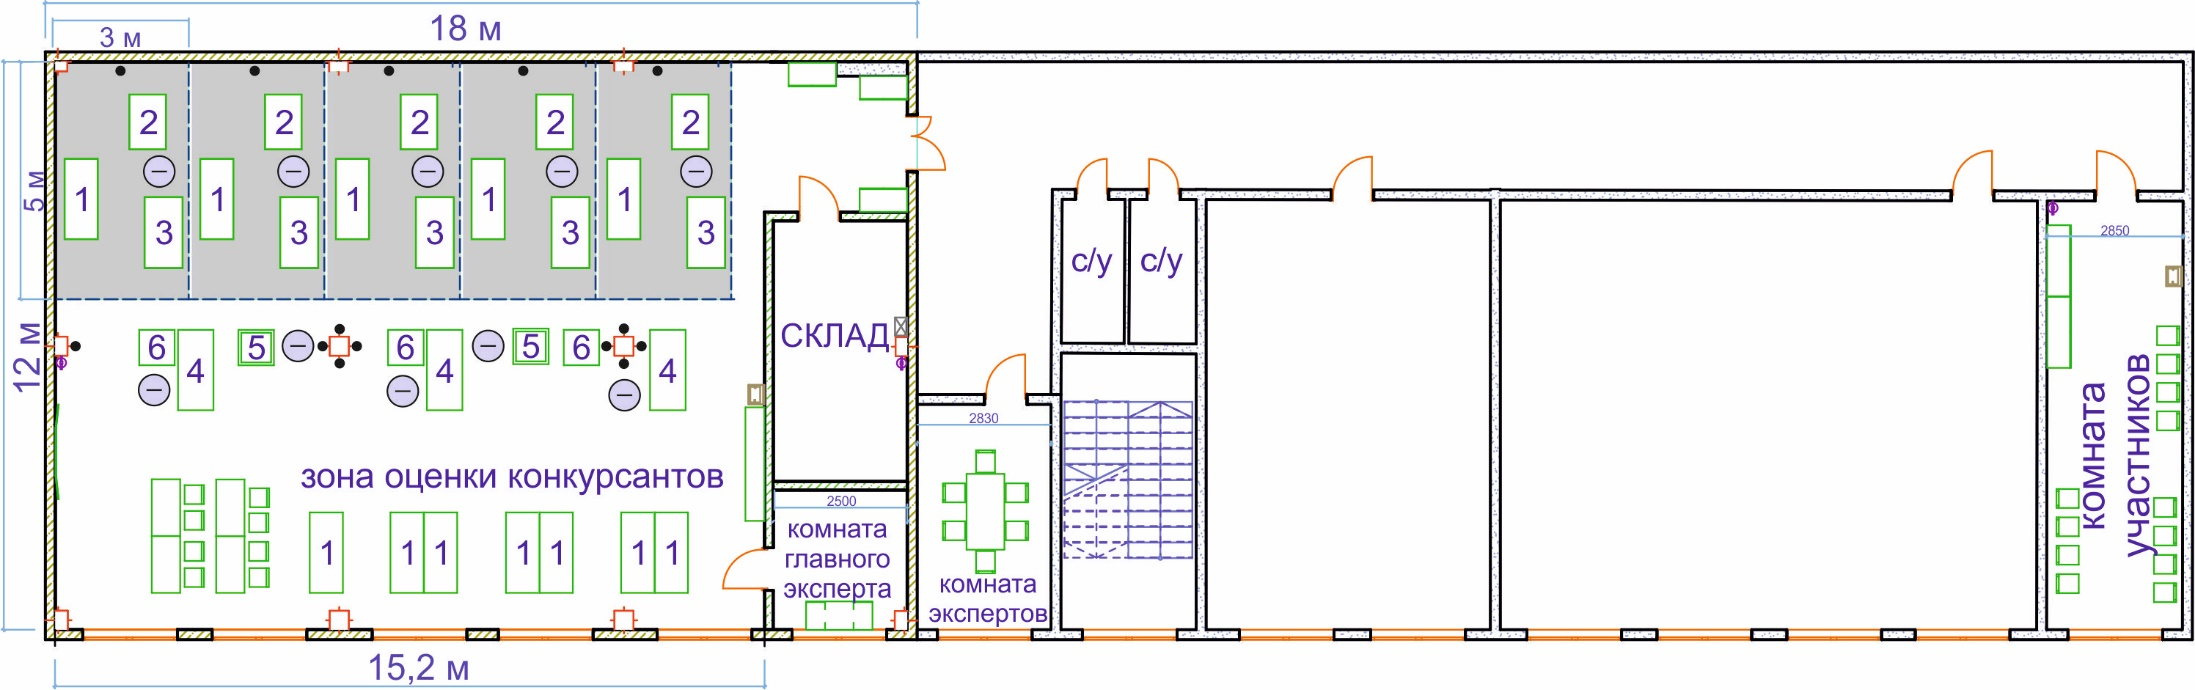 18 м
3 м
2 2 2 2 2
1 1 1 1 1
5 м
3 3 3 3 3
2850
с/у с/у
12 м
6 4 5 6 4 5 6 4
СКЛАД
2830
зона оценки конкурсантов
2500
комната
главного
эксперта
1 1 1 1 1 1 1
комната
экспертов
комната
участников
15,2 м